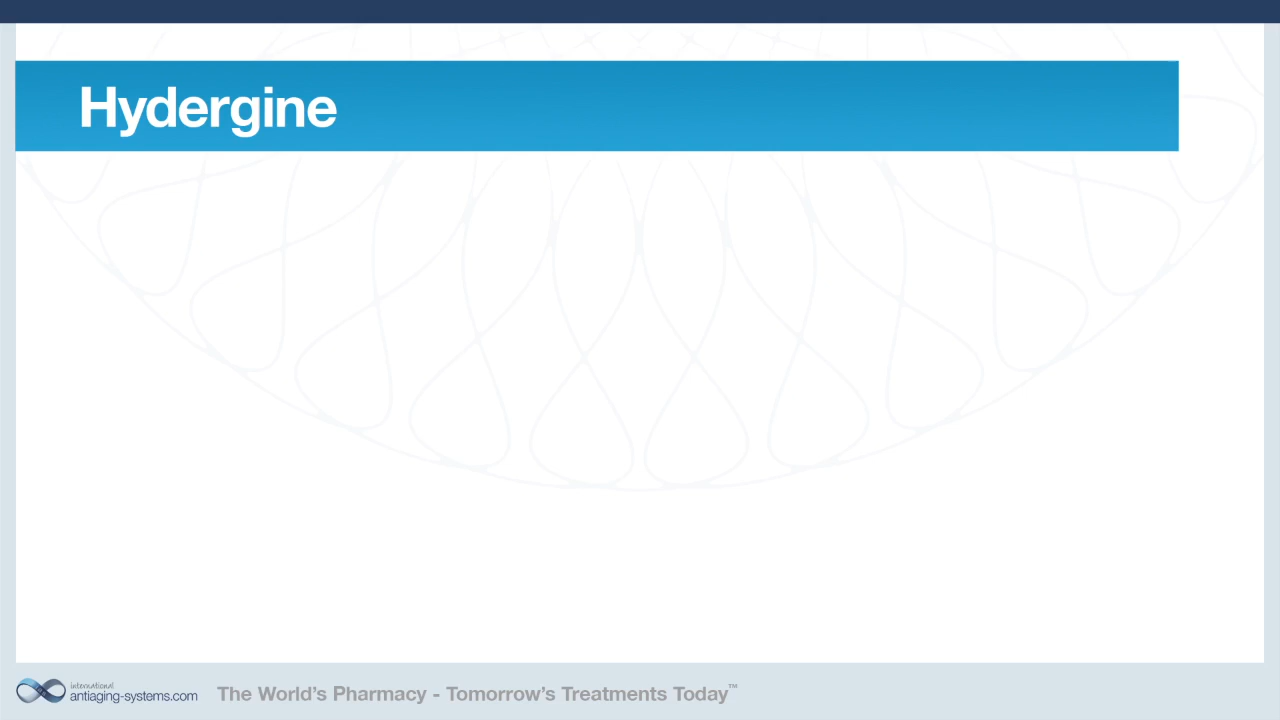 Hydergine
international
antiaging-systems.com
The World's Pharmacy - Tomorrow's Treatments Today™